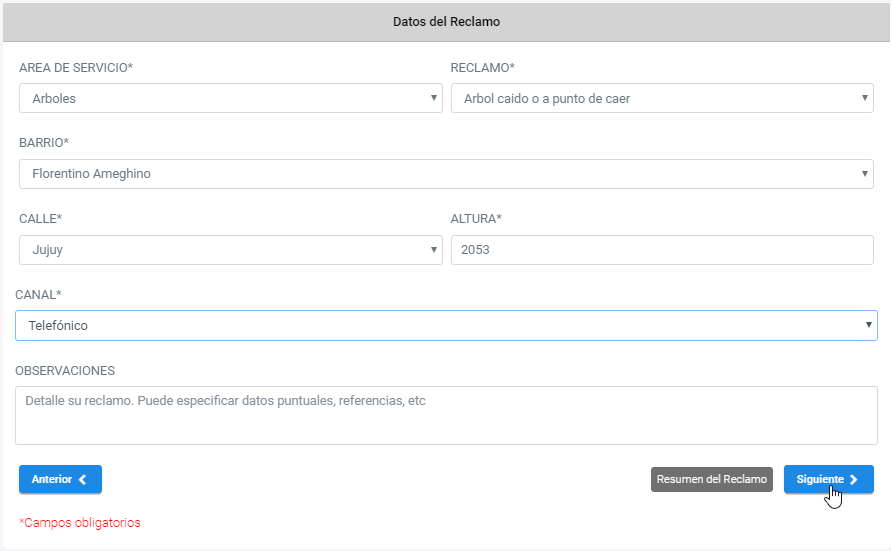 Datos del Reclamo
AREA DE SERVICIO* RECLAMO*
Arboles Arbol caido o a punto de caer
BARRIO*
Florentino Ameghino
CALLE* ALTURA*
Jujuy 2053
CANAL*
Telefónico
OBSERVACIONES
Detalle su reclamo. Puede especificar datos puntuales, referencias, etc
Anterior Resumen del Reclamo Siguiente
*Campos obligatorios